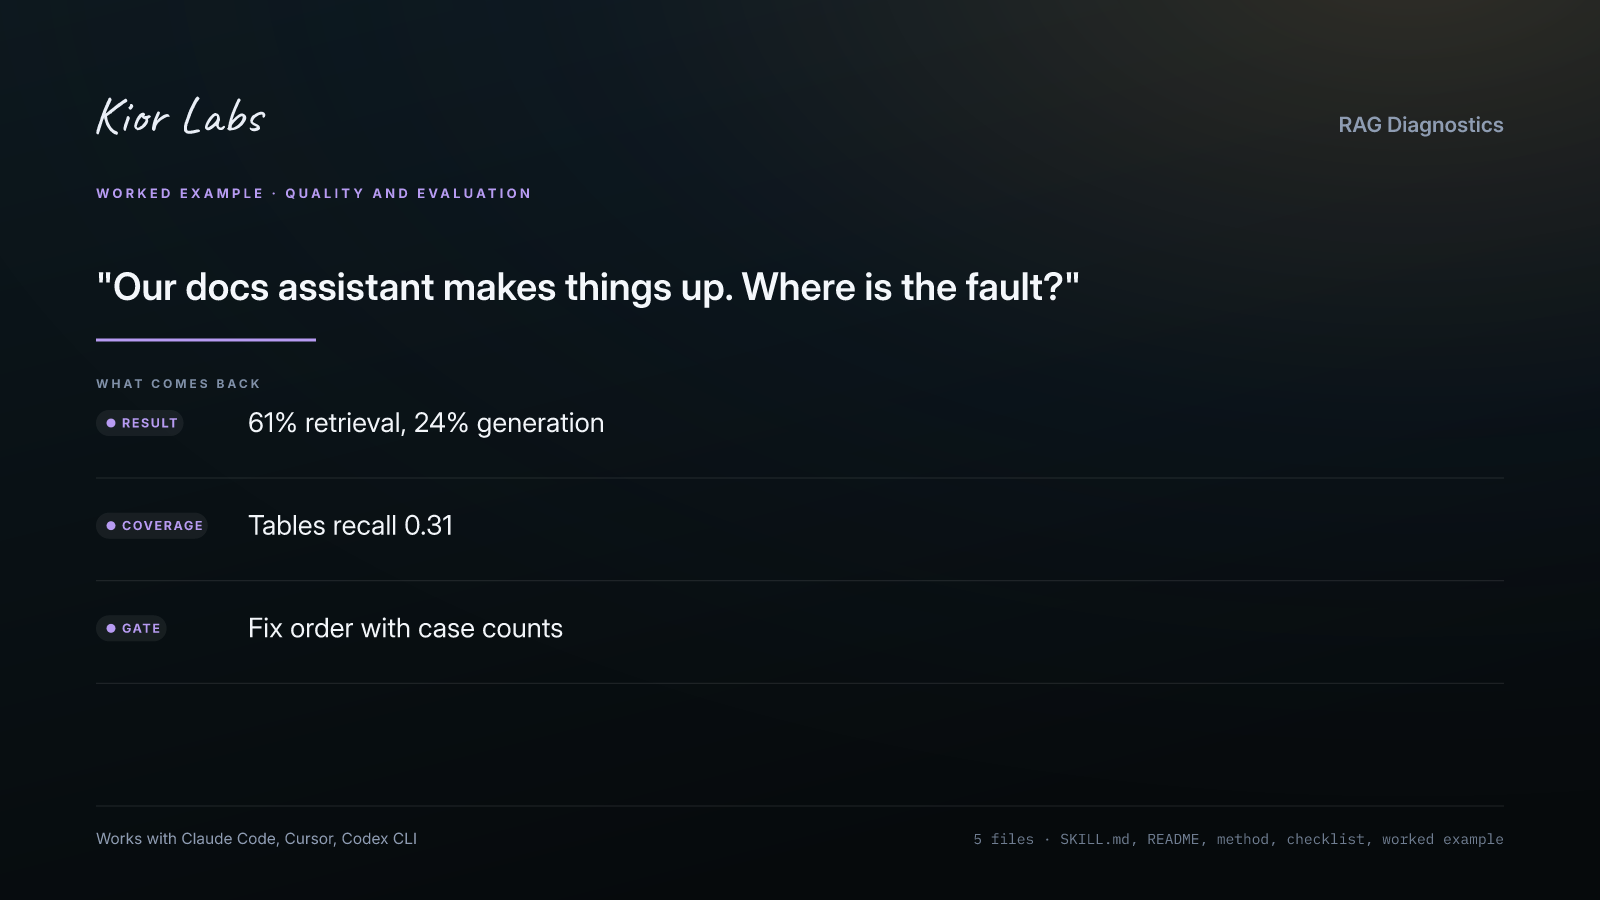 Kior Labs
RAG Diagnostics
WORKED EXAMPLE · QUALITY AND EVALUATION
"Our docs assistant makes things up. Where is the fault?"
WHAT COMES BACK
RESULT 61% retrieval, 24% generation
COVERAGE Tables recall 0.31
GATE Fix order with case counts
Works with Claude Code, Cursor, Codex CLI
5 files · SKILL.md, README, method, checklist, worked example